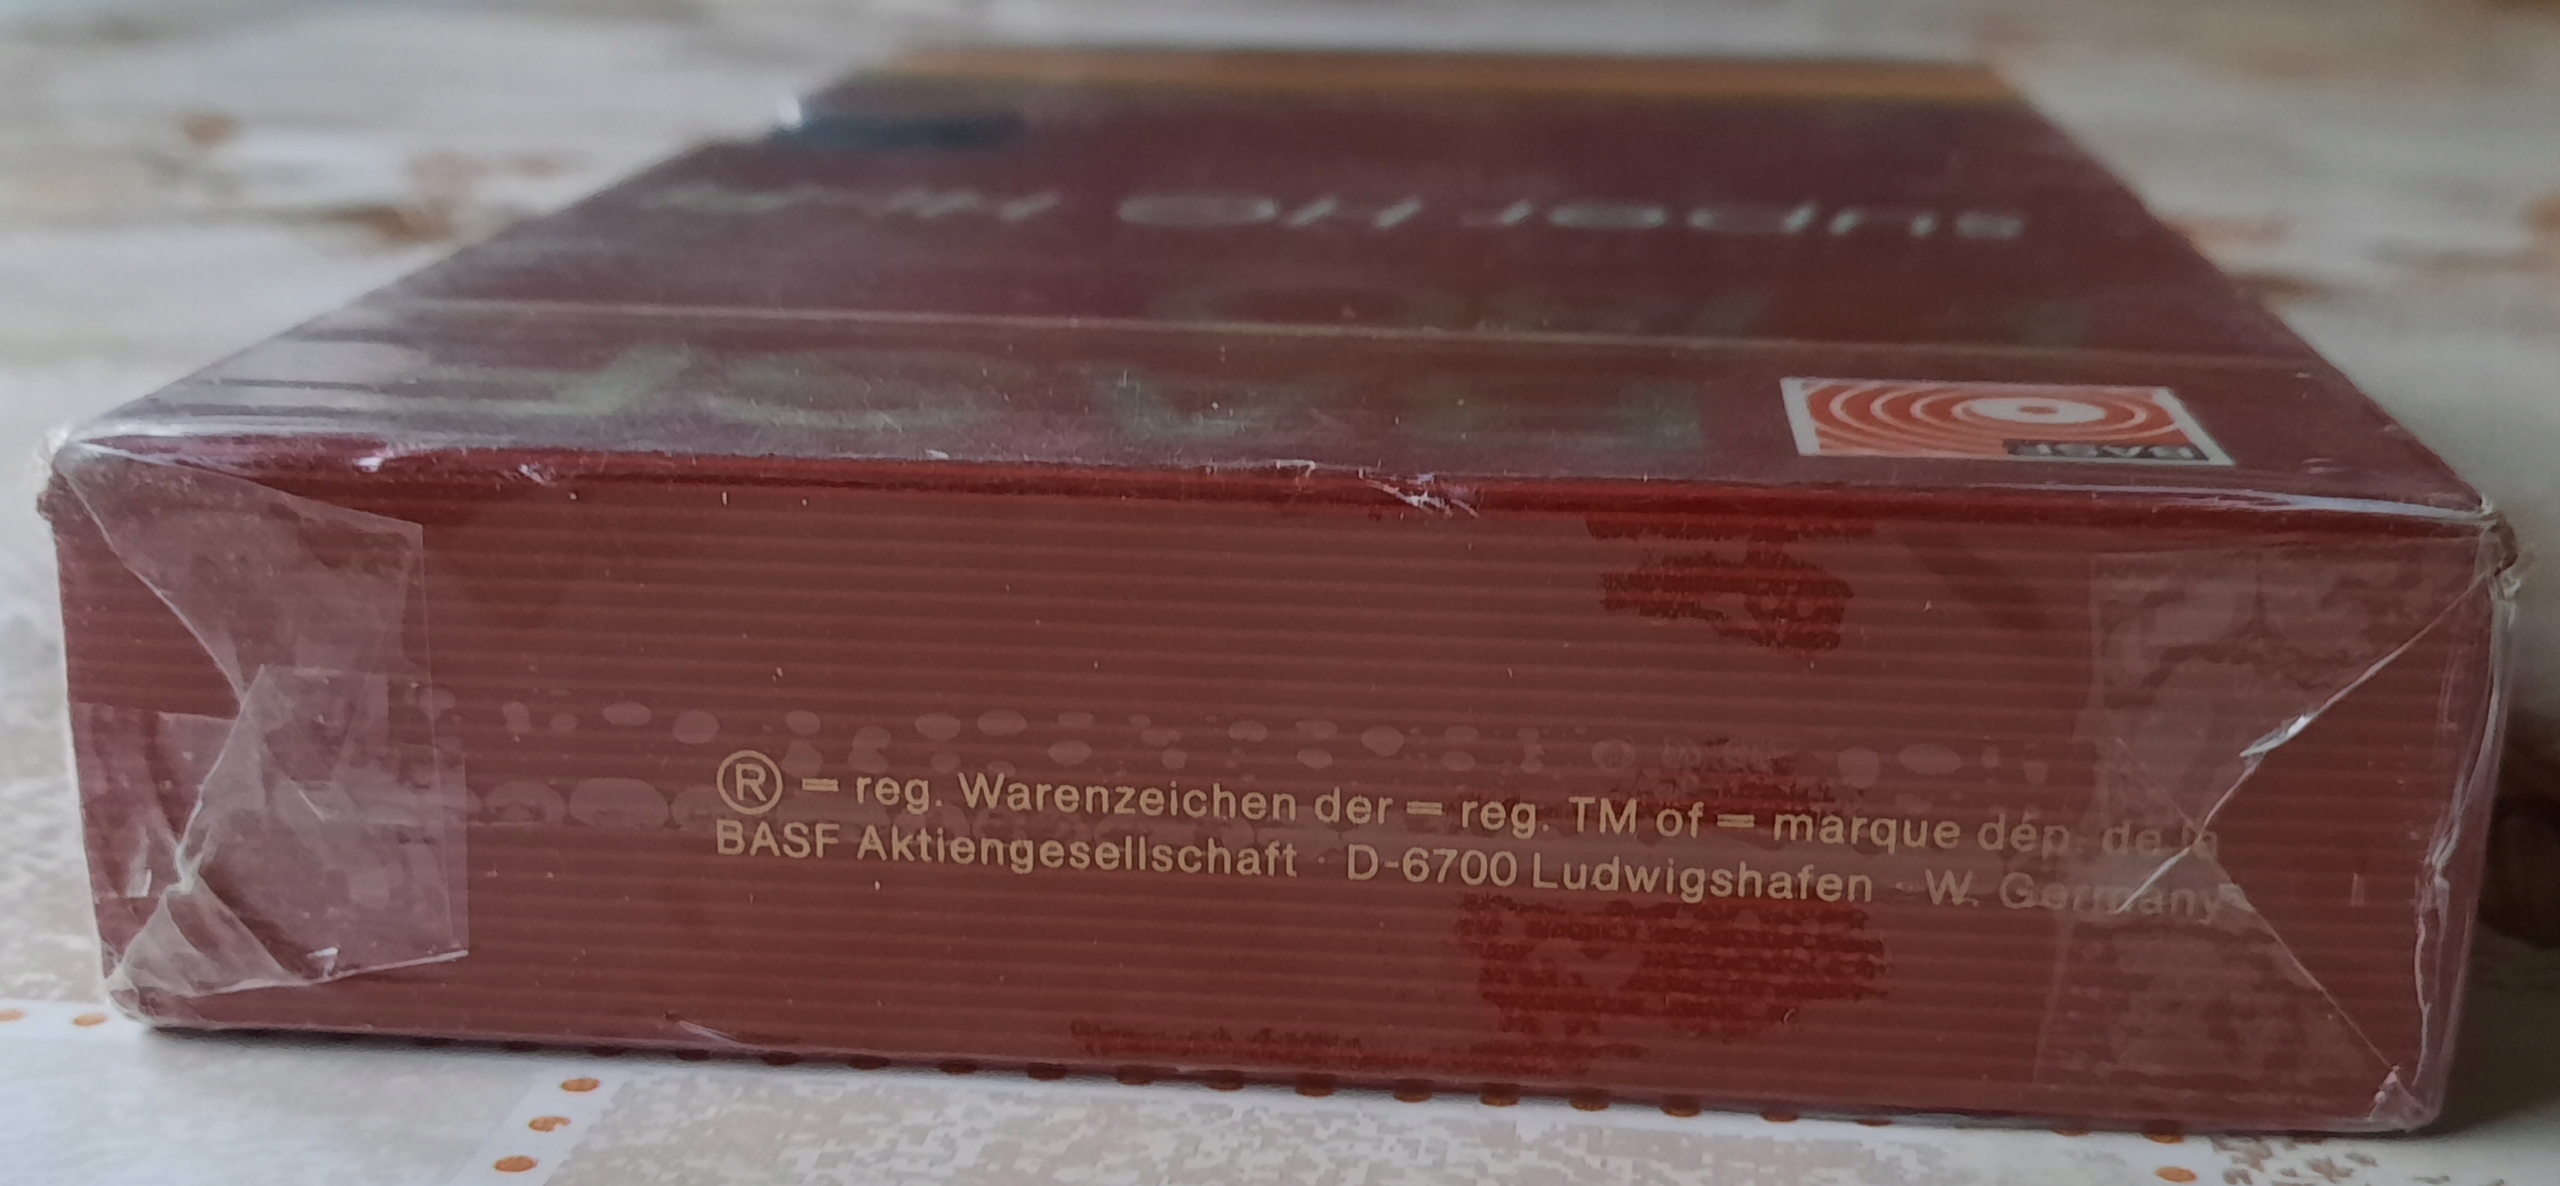 super HG
BASF
® = reg. Warenzeichen der = reg. TM of = marque dép. de la
BASF Aktiengesellschaft · D-6700 Ludwigshafen · W. Germany